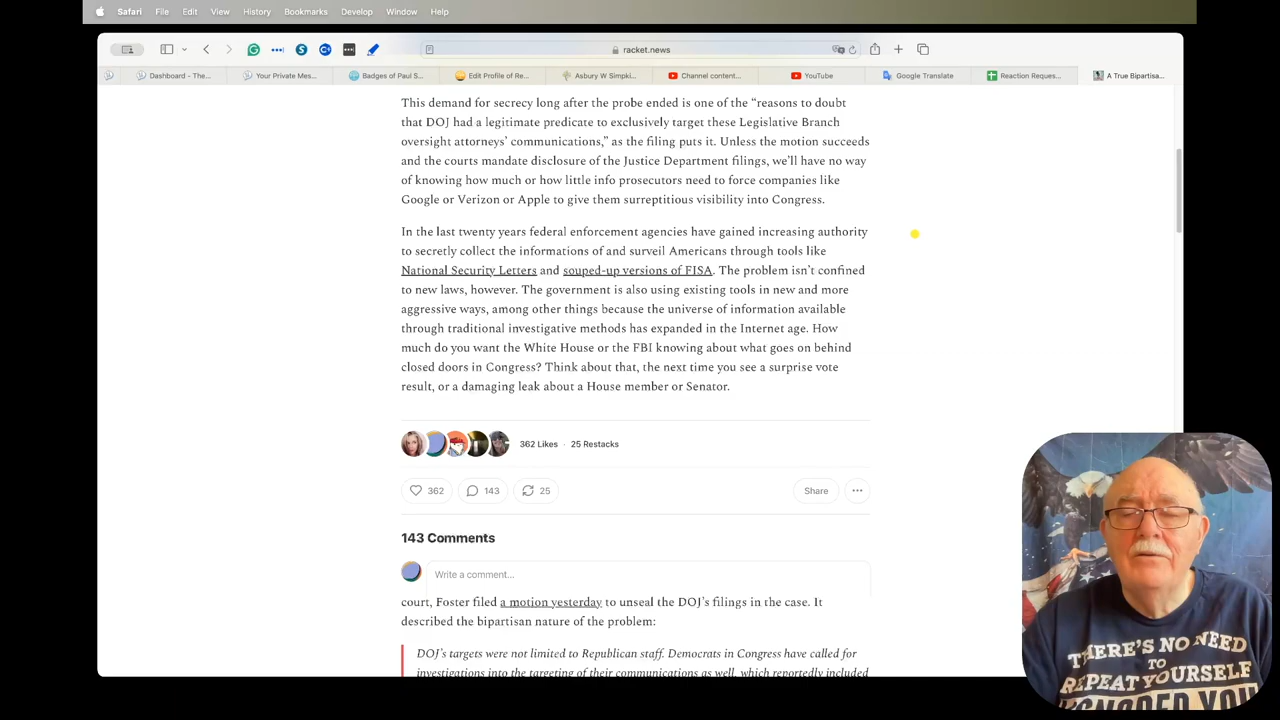 Safari File Edit View History Bookmarks Develop Window Help
racket.news
Dashboard - The... Your Private Mes... Badges of Paul S... Edit Profile of Re... Asbury W Simpki... Channel content... YouTube Google Translate Reaction Reques... A True Bipartisa...
This demand for secrecy long after the probe ended is one of the “reasons to doubt
that DOJ had a legitimate predicate to exclusively target these Legislative Branch
oversight attorneys’ communications,” as the filing puts it. Unless the motion succeeds
and the courts mandate disclosure of the Justice Department filings, we’ll have no way
of knowing how much or how little info prosecutors need to force companies like
Google or Verizon or Apple to give them surreptitious visibility into Congress.
In the last twenty years federal enforcement agencies have gained increasing authority
to secretly collect the informations of and surveil Americans through tools like
National Security Letters and souped-up versions of FISA. The problem isn’t confined
to new laws, however. The government is also using existing tools in new and more
aggressive ways, among other things because the universe of information available
through traditional investigative methods has expanded in the Internet age. How
much do you want the White House or the FBI knowing about what goes on behind
closed doors in Congress? Think about that, the next time you see a surprise vote
result, or a damaging leak about a House member or Senator.
362 Likes · 25 Restacks
362 143 25 Share
143 Comments
Write a comment...
court, Foster filed a motion yesterday to unseal the DOJ’s filings in the case. It
described the bipartisan nature of the problem:
DOJ’s targets were not limited to Republican staff. Democrats in Congress have called for
investigations into the targeting of their communications as well, which reportedly included
THERE'S NO NEED
TO
REPEAT YOURSELF
IGNORED YOU